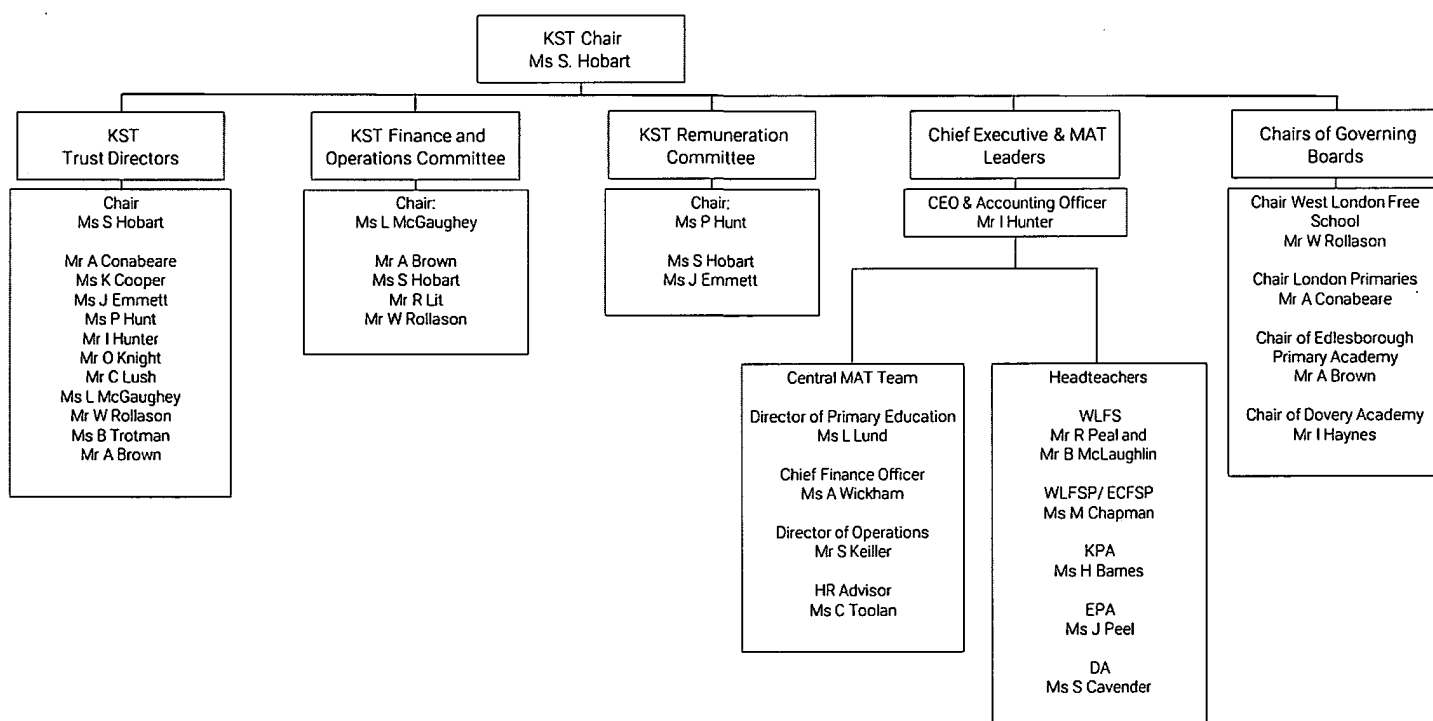 KST Chair
Ms S. Hobart
KST
Trust Directors
Chair
Ms S Hobart
Mr A Conabeare
Ms K Cooper
Ms J Emmett
Ms P Hunt
Mr I Hunter
Mr O Knight
Mr C Lush
Ms L McGaughey
Mr W Rollason
Ms B Trotman
Mr A Brown
KST Finance and
Operations Committee
Chair:
Ms L McGaughey
Mr A Brown
Ms S Hobart
Mr R Lit
Mr W Rollason
KST Remuneration
Committee
Chair:
Ms P Hunt
Ms S Hobart
Ms J Emmett
Chief Executive & MAT
Leaders
CEO & Accounting Officer
Mr I Hunter
Central MAT Team
Director of Primary Education
Ms L Lund
Chief Finance Officer
Ms A Wickham
Director of Operations
Mr S Keiller
HR Advisor
Ms C Toolan
Headteachers
WLFS
Mr R Peal and
Mr B McLaughlin
WLFSP/ ECFSP
Ms M Chapman
KPA
Ms H Barnes
EPA
Ms J Peel
DA
Ms S Cavender
Chairs of Governing
Boards
Chair West London Free
School
Mr W Rollason
Chair London Primaries
Mr A Conabeare
Chair of Edlesborough
Primary Academy
Mr A Brown
Chair of Dovery Academy
Mr I Haynes